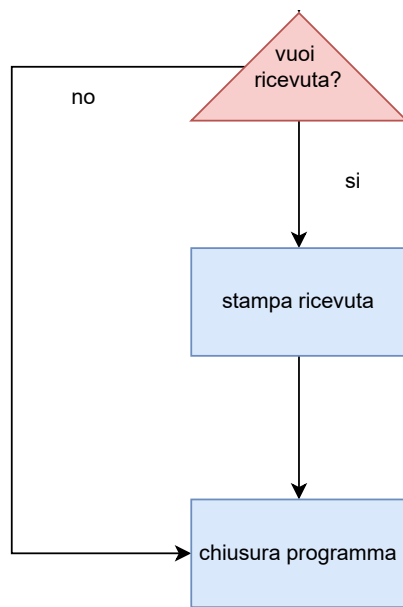 vuoi
ricevuta?
no
si
stampa ricevuta
chiusura programma